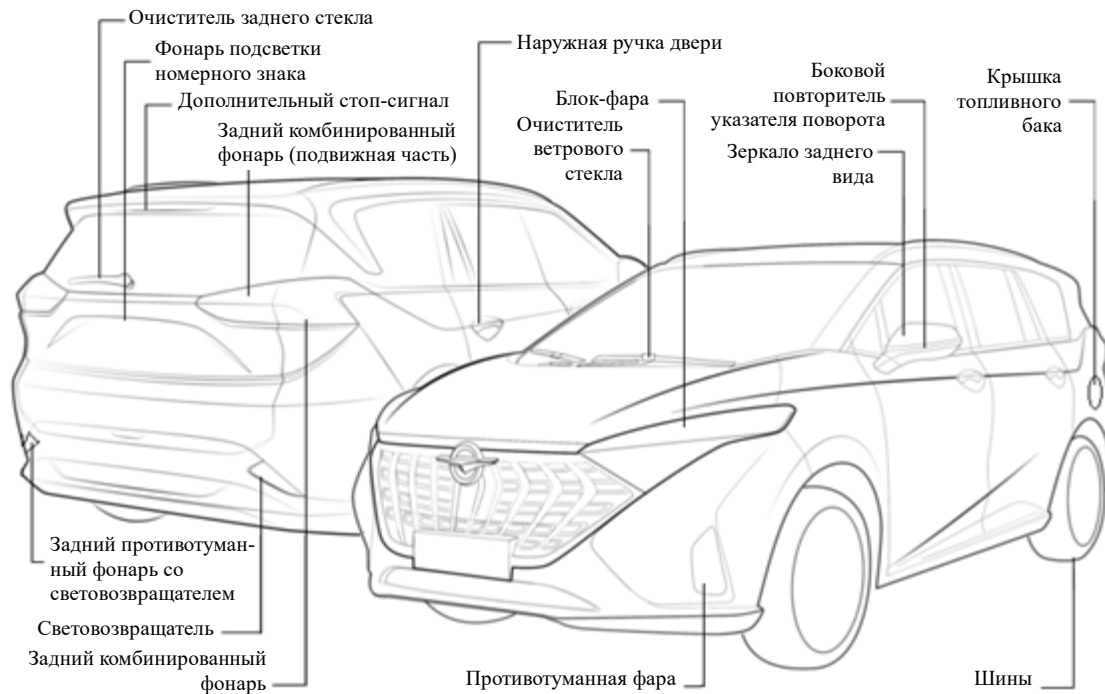 Очиститель заднего стекла
Фонарь подсветки
номерного знака
Дополнительный стоп-сигнал
Задний комбинированный
фонарь (подвижная часть)
Наружная ручка двери
Блок-фара
Очиститель
ветрового
стекла
Боковой
повторитель
указателя поворота
Зеркало заднего
вида
Крышка
топливного
бака
Задний противотуман-
ный фонарь со
световозвращателем
Световозвращатель
Задний комбинированный
фонарь
Противотуманная фара
Шины